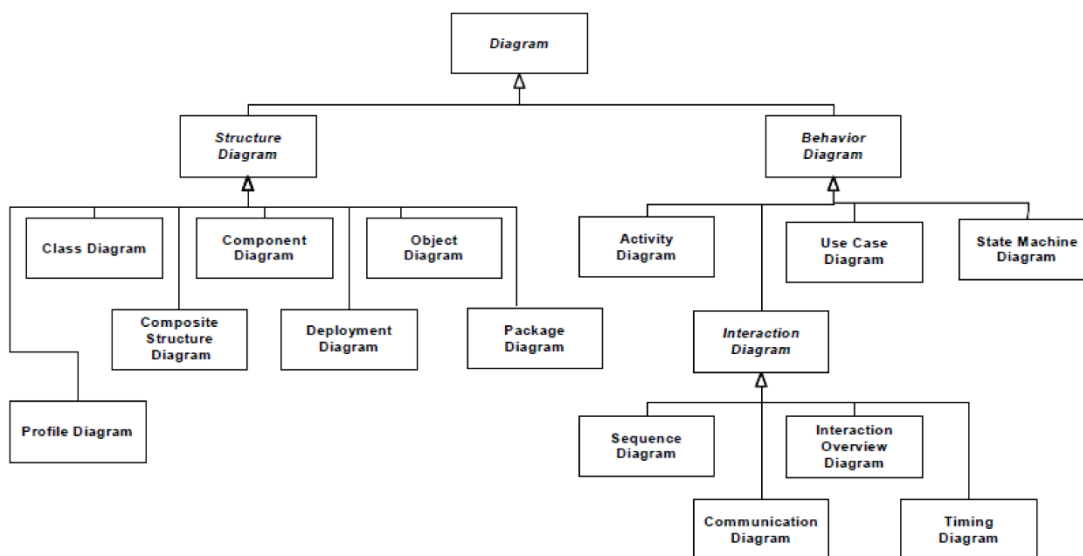 Diagram
Structure
Diagram
Behavior
Diagram
Class Diagram
Component
Diagram
Object
Diagram
Activity
Diagram
Use Case
Diagram
State Machine
Diagram
Composite
Structure
Diagram
Deployment
Diagram
Package
Diagram
Interaction
Diagram
Profile Diagram
Sequence
Diagram
Interaction
Overview
Diagram
Communication
Diagram
Timing
Diagram